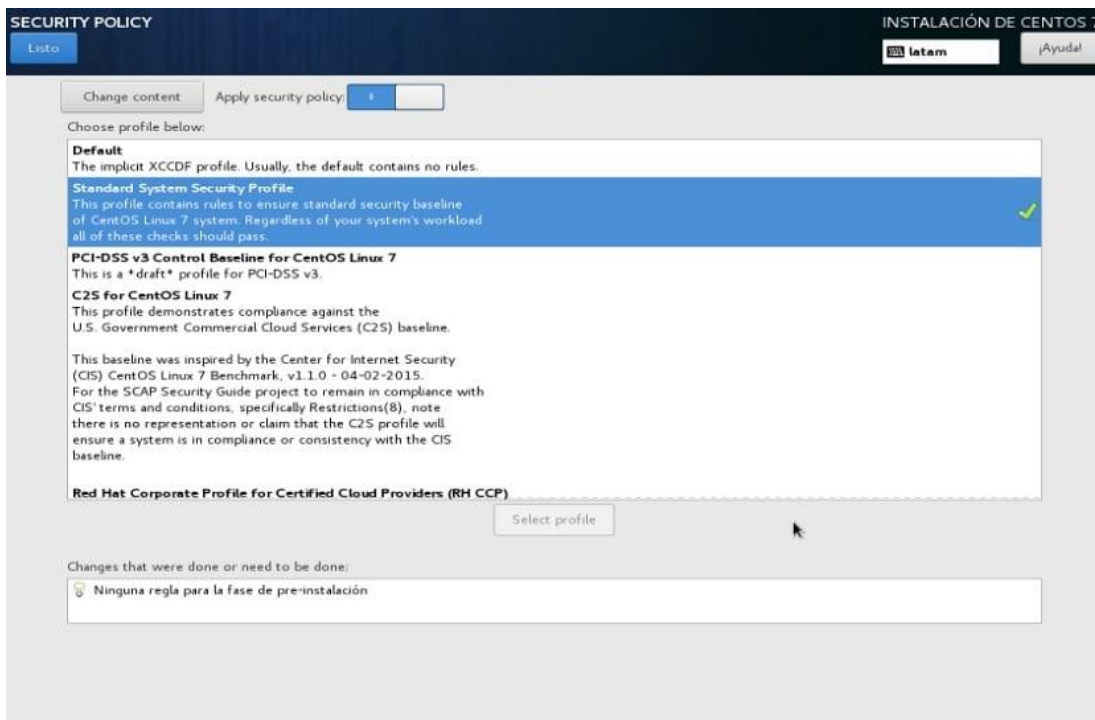 SECURITY POLICY
INSTALACIÓN DE CENTOS 7
Listo
latam
¡Ayuda!
Change content
Apply security policy:
Choose profile below:
Default
The implicit XCCDF profile. Usually, the default contains no rules.
Standard System Security Profile
This profile contains rules to ensure standard security baseline
of CentOS Linux 7 system. Regardless of your system's workload
all of these checks should pass.
PCI-DSS v3 Control Baseline for CentOS Linux 7
This is a *draft* profile for PCI-DSS v3.
C2S for CentOS Linux 7
This profile demonstrates compliance against the
U.S. Government Commercial Cloud Services (C2S) baseline.
This baseline was inspired by the Center for Internet Security
(CIS) CentOS Linux 7 Benchmark, v1.1.0 - 04-02-2015.
For the SCAP Security Guide project to remain in compliance with
CIS' terms and conditions, specifically Restrictions(8), note
there is no representation or claim that the C2S profile will
ensure a system is in compliance or consistency with the CIS
baseline.
Red Hat Corporate Profile for Certified Cloud Providers (RH CCP)
Select profile
Changes that were done or need to be done:
Ninguna regla para la fase de pre-instalación